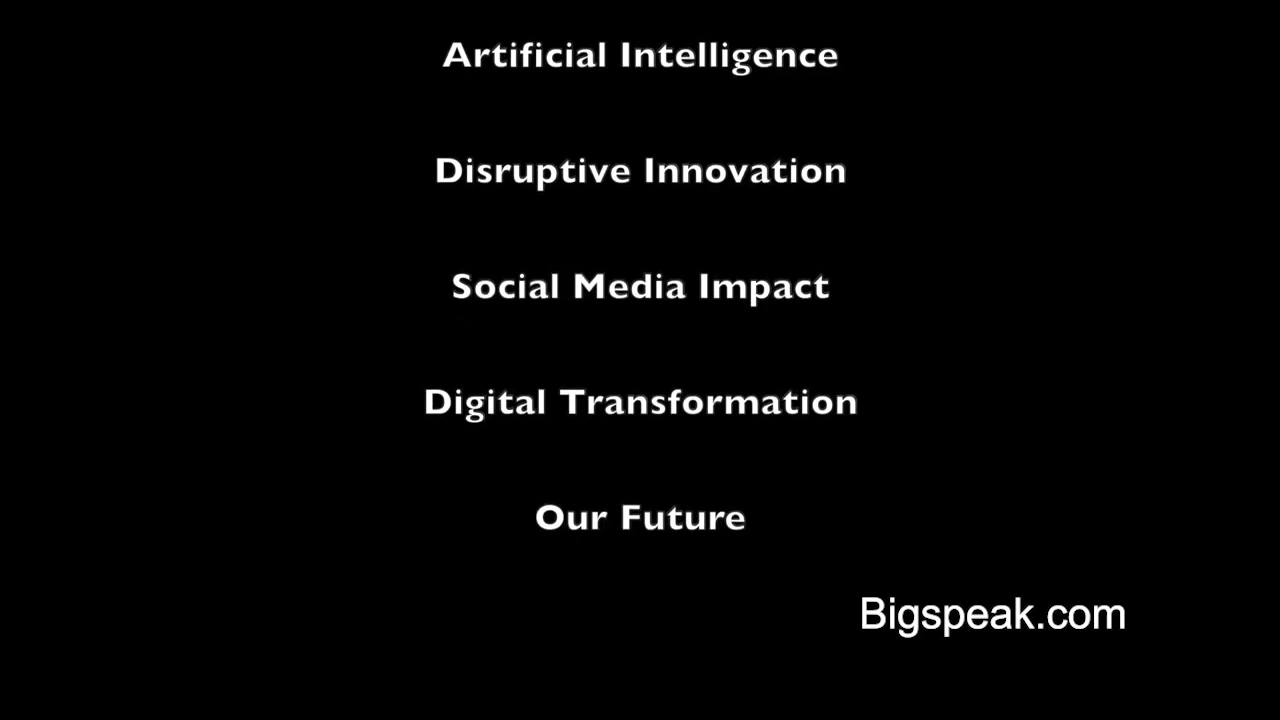 Artificial Intelligence
Disruptive Innovation
Social Media Impact
Digital Transformation
Our Future
Bigspeak.com